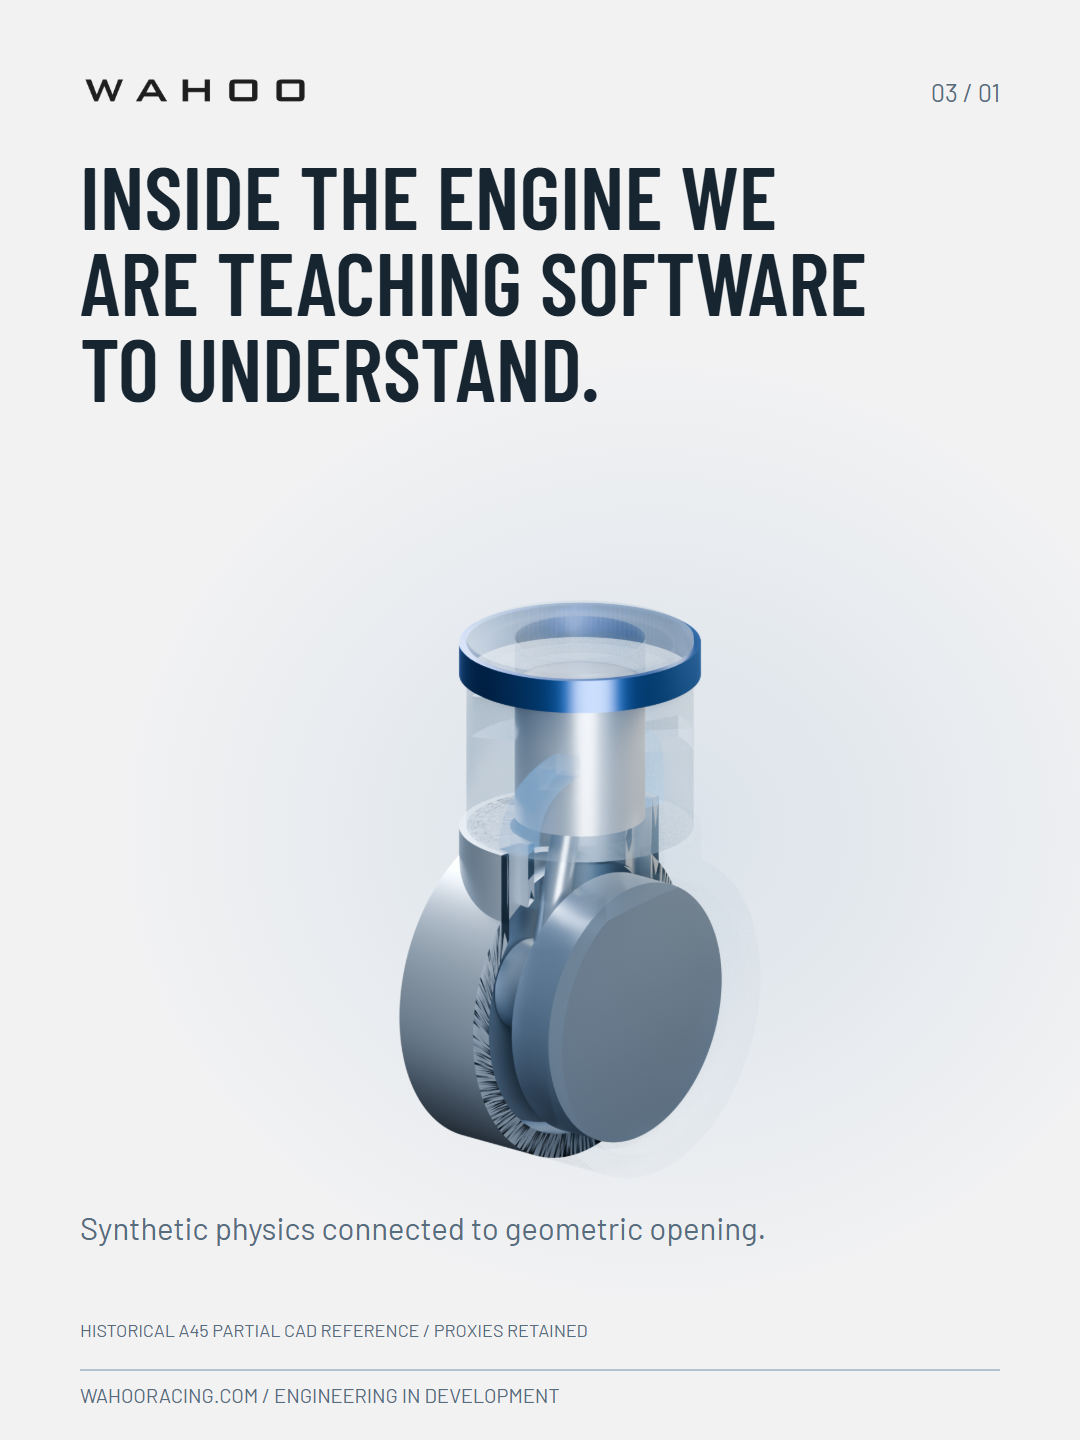 WAHOO
03 / 01
INSIDE THE ENGINE WE
ARE TEACHING SOFTWARE
TO UNDERSTAND.
Synthetic physics connected to geometric opening.
HISTORICAL A45 PARTIAL CAD REFERENCE / PROXIES RETAINED
WAHOORACING.COM / ENGINEERING IN DEVELOPMENT